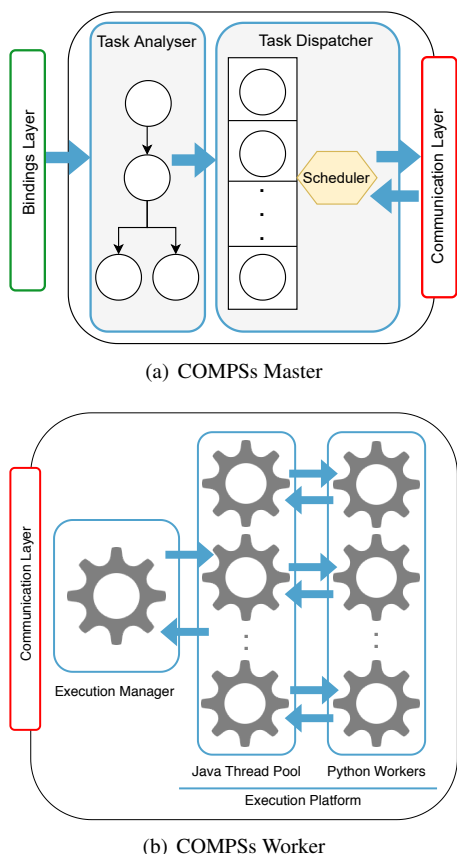 Task Analyser
Task Dispatcher
Bindings Layer
Scheduler
Communication Layer
(a) COMPSs Master
Communication Layer
Execution Manager
Java Thread Pool
Python Workers
Execution Platform
(b) COMPSs Worker